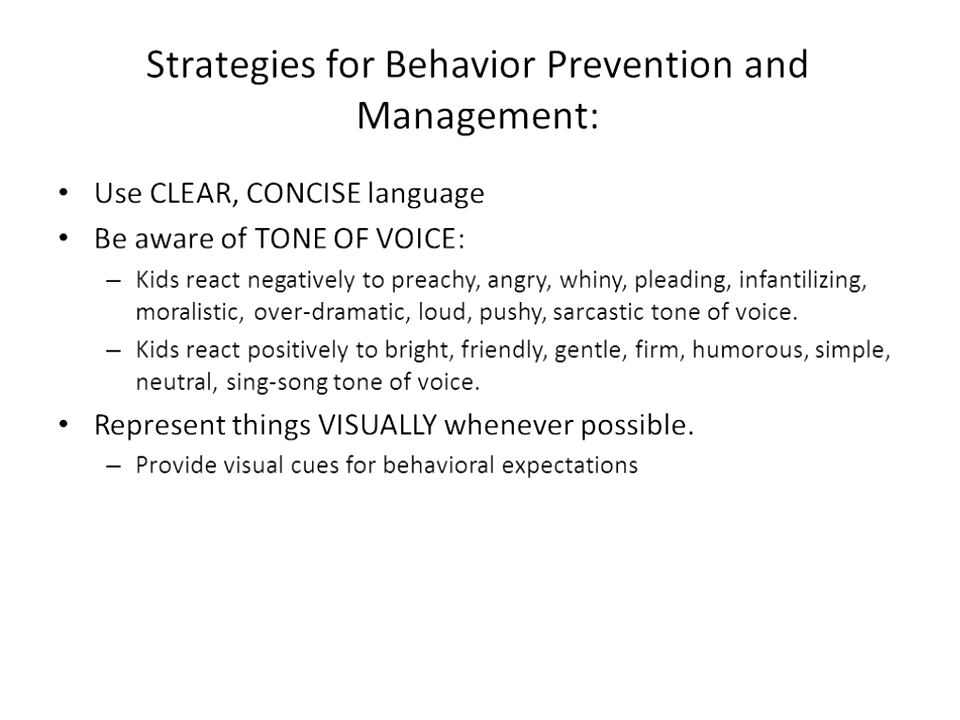 Strategies for Behavior Prevention and
Management:
• Use CLEAR, CONCISE language
• Be aware of TONE OF VOICE:
– Kids react negatively to preachy, angry, whiny, pleading, infantilizing,
moralistic, over-dramatic, loud, pushy, sarcastic tone of voice.
– Kids react positively to bright, friendly, gentle, firm, humorous, simple,
neutral, sing-song tone of voice.
• Represent things VISUALLY whenever possible.
– Provide visual cues for behavioral expectations